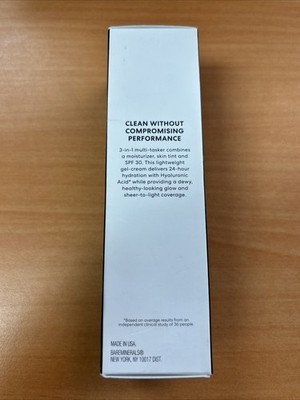 CLEAN WITHOUT
COMPROMISING
PERFORMANCE
3-in-1 multi-tasker combines
a moisturizer, skin tint and
SPF 30. This lightweight
gel-cream delivers 24-hour
hydration with Hyaluronic
Acid* while providing a dewy,
healthy-looking glow and
sheer-to-light coverage.
*Based on average results from an
independent clinical study of 36 people.
MADE IN USA.
BAREMINERALS®
NEW YORK, NY 10017 DIST.